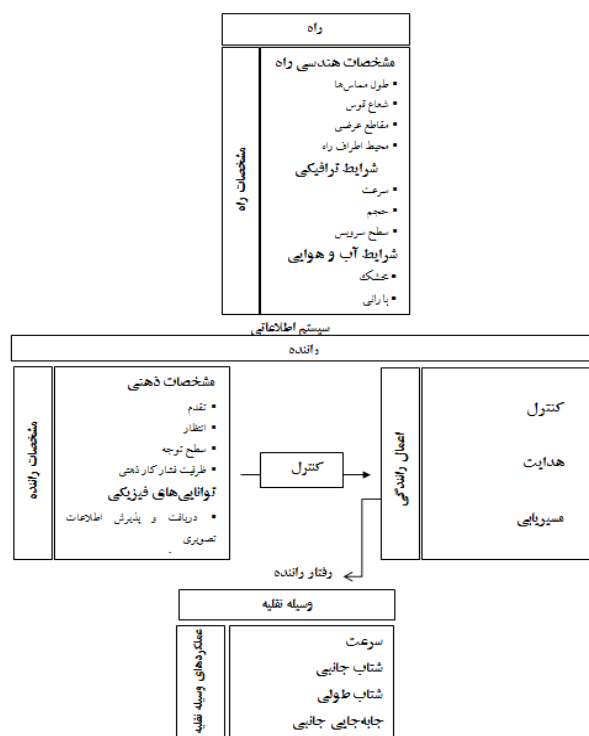 راه
مشخصات راه
مشخصات هندسی راه
▪ طول مماس‌ها
▪ شعاع قوس
▪ مقاطع عرضی
▪ محیط اطراف راه
شرایط ترافیکی
▪ سرعت
▪ حجم
▪ سطح سرویس
شرایط آب و هوایی
▪ خشک
▪ بارانی
سیستم اطلاعاتی
راننده
مشخصات راننده
مشخصات ذهنی
▪ تقدم
▪ انتظار
▪ سطح توجه
▪ ظرفیت فشار کار ذهنی
توانایی‌های فیزیکی
▪ دریافت و پذیرش اطلاعات
تصویری
کنترل
اعمال رانندگی
کنترل
هدایت
مسیریابی
رفتار راننده
وسیله نقلیه
عملکردهای وسیله نقلیه
سرعت
شتاب جانبی
شتاب طولی
جابه‌جایی جانبی